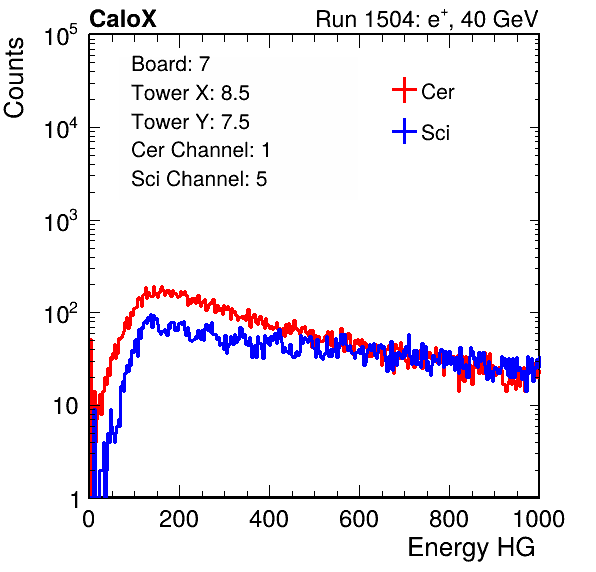 CaloX Run 1504: e⁺, 40 GeV
Counts
10⁵
10⁴
10³
10²
10
1
Board: 7
Tower X: 8.5
Tower Y: 7.5
Cer Channel: 1
Sci Channel: 5
Cer
Sci
0 200 400 600 800 1000
Energy HG